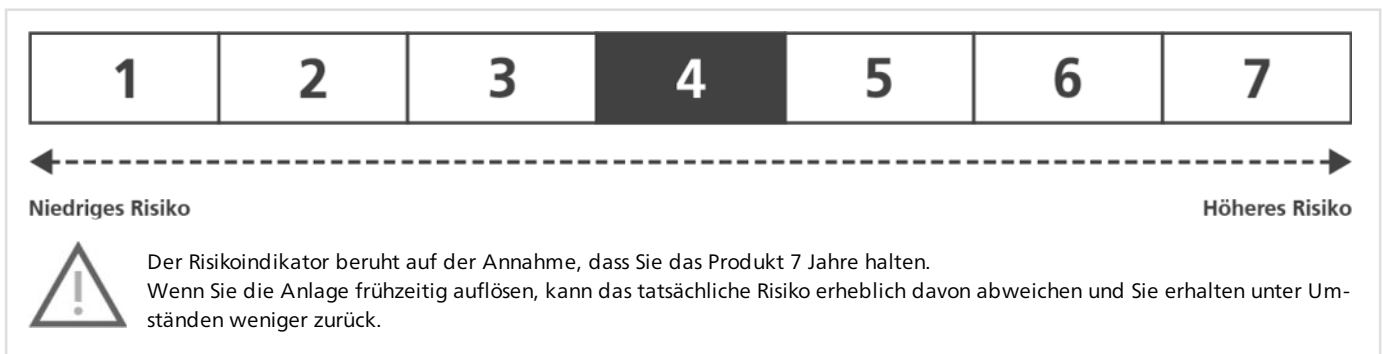 1 2 3 4 5 6 7
Niedriges Risiko Höheres Risiko
Der Risikoindikator beruht auf der Annahme, dass Sie das Produkt 7 Jahre halten.
Wenn Sie die Anlage frühzeitig auflösen, kann das tatsächliche Risiko erheblich davon abweichen und Sie erhalten unter Um-
ständen weniger zurück.